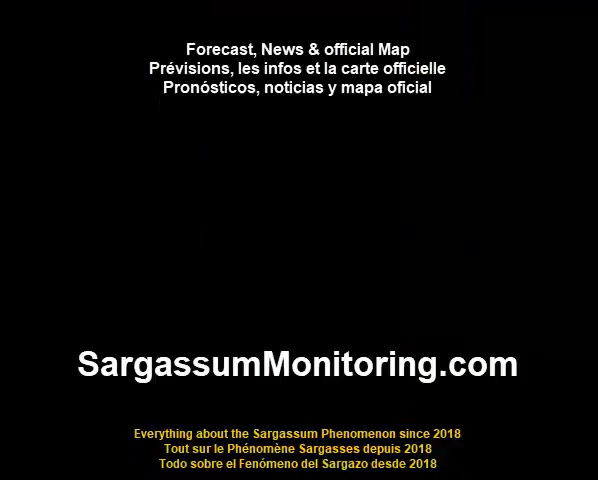 Forecast, News & official Map
Prévisions, les infos et la carte officielle
Pronósticos, noticias y mapa oficial
SargassumMonitoring.com
Everything about the Sargassum Phenomenon since 2018
Tout sur le Phénomène Sargasses depuis 2018
Todo sobre el Fenómeno del Sargazo desde 2018